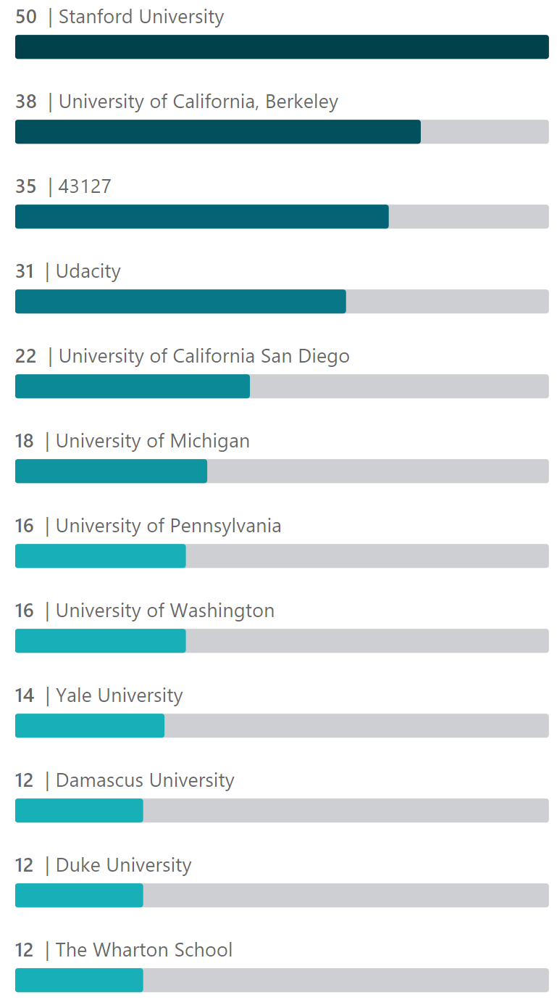 50 | Stanford University
38 | University of California, Berkeley
35 | 43127
31 | Udacity
22 | University of California San Diego
18 | University of Michigan
16 | University of Pennsylvania
16 | University of Washington
14 | Yale University
12 | Damascus University
12 | Duke University
12 | The Wharton School